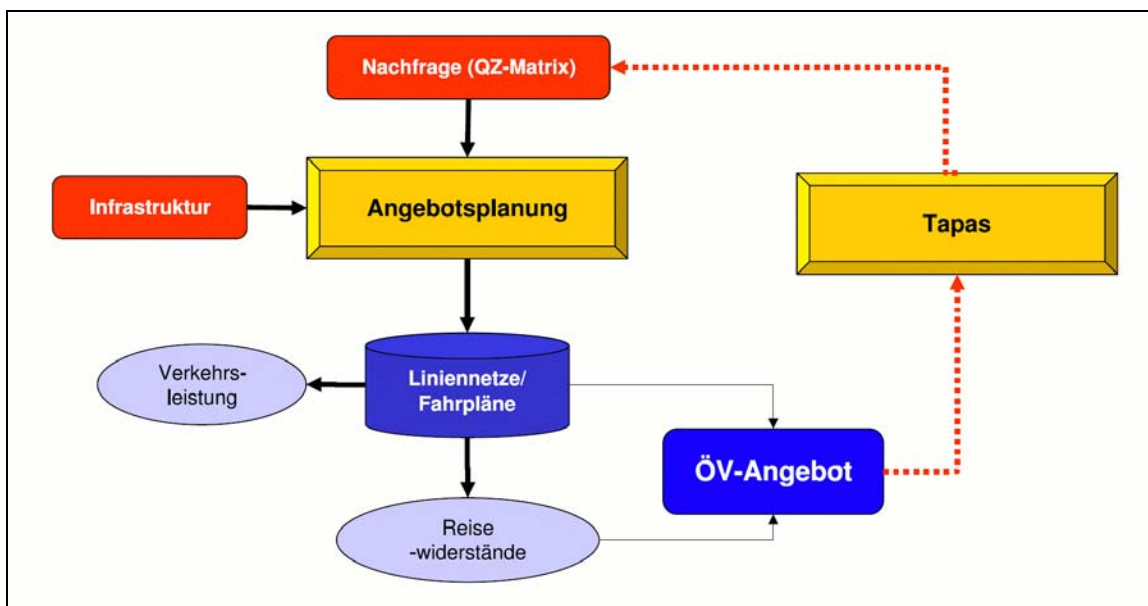 Nachfrage (QZ-Matrix)
Infrastruktur
Angebotsplanung
Tapas
Verkehrs-
leistung
Liniennetze/
Fahrpläne
ÖV-Angebot
Reise
-widerstände